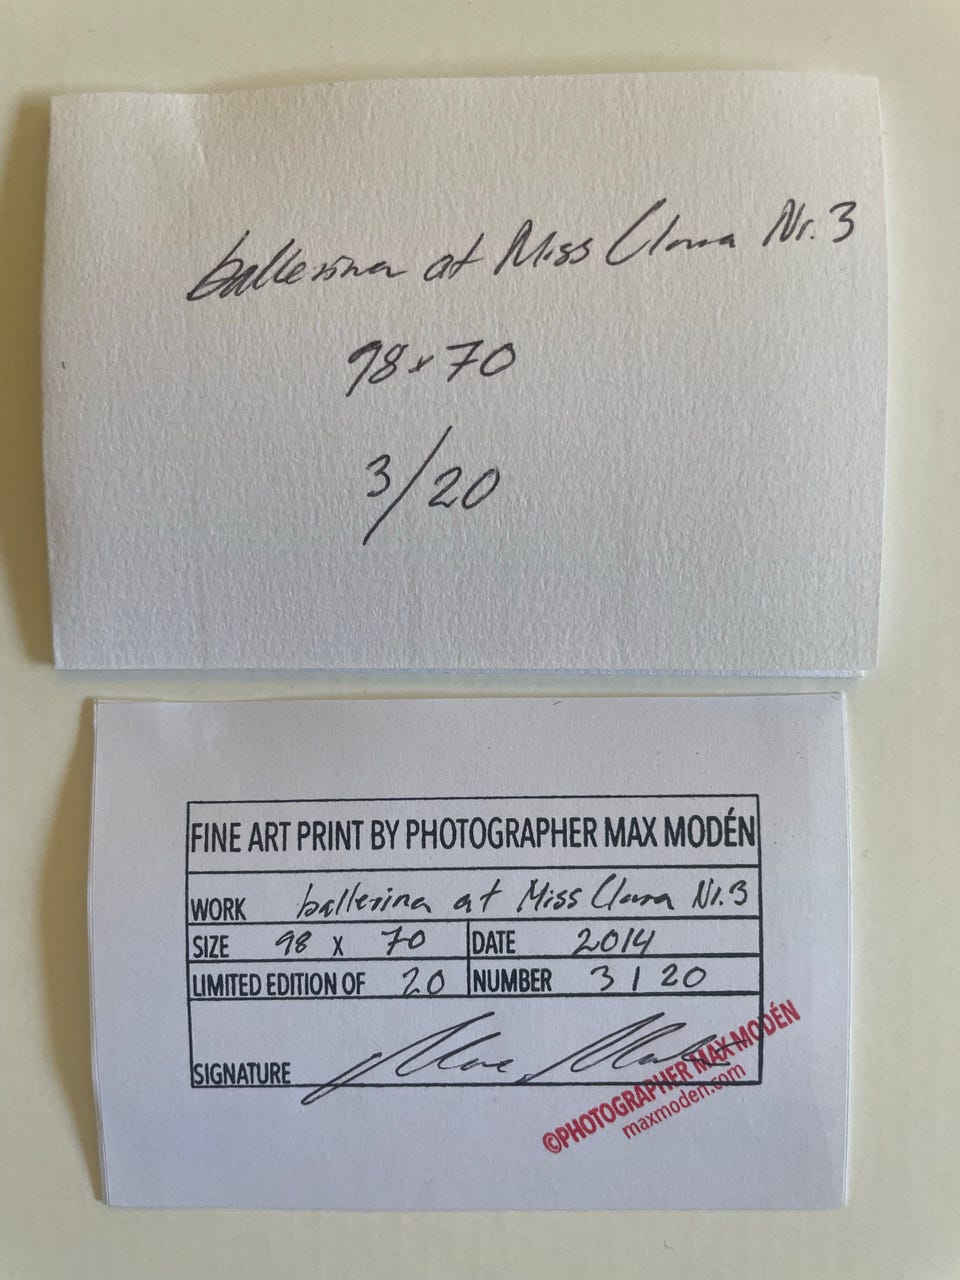 ballerina at Miss Clara Nr. 3
98 x 70
3/20
FINE ART PRINT BY PHOTOGRAPHER MAX MODÉN
WORK ballerina at Miss Clara Nr. 3
SIZE 98 x 70 DATE 2014
LIMITED EDITION OF 20 NUMBER 3 | 20
SIGNATURE
©PHOTOGRAPHER MAX MODÉN
maxmoden.com